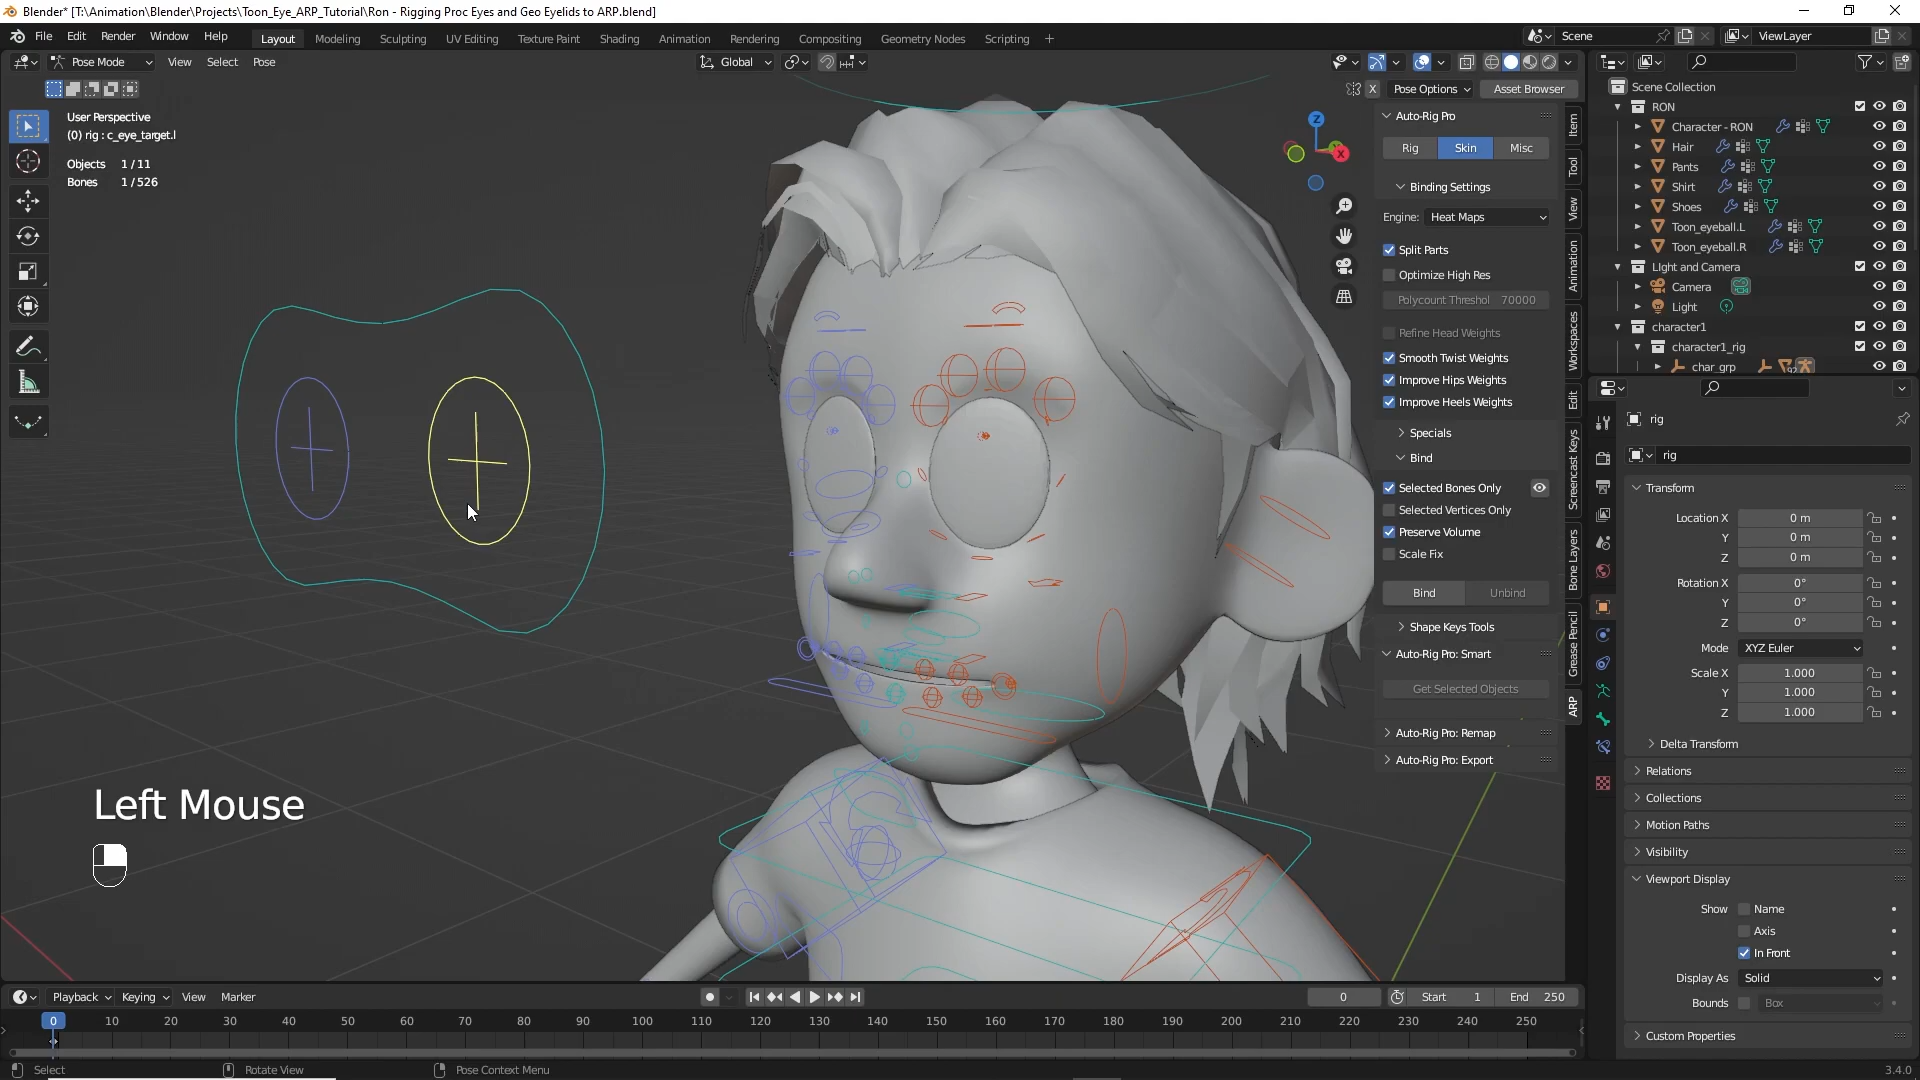 Blender* [T:\Animation\Blender\Projects\Toon_Eye_ARP_Tutorial\Ron - Rigging Proc Eyes and Geo Eyelids to ARP.blend]
File Edit Render Window Help Layout Modeling Sculpting UV Editing Texture Paint Shading Animation Rendering Compositing Geometry Nodes Scripting + Scene ViewLayer
Pose Mode View Select Pose Global
X Pose Options Asset Browser
User Perspective
(0) rig : c_eye_target.l
Objects 1/11
Bones 1/526
Z
X
Auto-Rig Pro
Rig Skin Misc
Binding Settings
Engine: Heat Maps
Split Parts
Optimize High Res
Polycount Threshol 70000
Refine Head Weights
Smooth Twist Weights
Improve Hips Weights
Improve Heels Weights
Specials
Bind
Selected Bones Only
Selected Vertices Only
Preserve Volume
Scale Fix
Bind Unbind
Shape Keys Tools
Auto-Rig Pro: Smart
Get Selected Objects
Auto-Rig Pro: Remap
Auto-Rig Pro: Export
Item
Tool
View
Animation
Workspaces
Edit
Screencast Keys
Bone Layers
Grease Pencil
ARP
Scene Collection
RON
Character - RON
Hair
Pants
Shirt
Shoes
Toon_eyeball.L
Toon_eyeball.R
LIght and Camera
Camera
Light
character1
character1_rig
char_grp 92
rig
rig
Transform
Location X 0 m
Y 0 m
Z 0 m
Rotation X 0°
Y 0°
Z 0°
Mode XYZ Euler
Scale X 1.000
Y 1.000
Z 1.000
Delta Transform
Relations
Collections
Motion Paths
Visibility
Viewport Display
Show Name
Axis
In Front
Display As Solid
Bounds Box
Custom Properties
Left Mouse
Playback Keying View Marker 0 Start 1 End 250
0 10 20 30 40 50 60 70 80 90 100 110 120 130 140 150 160 170 180 190 200 210 220 230 240 250
Select Rotate View Pose Context Menu 3.4.0